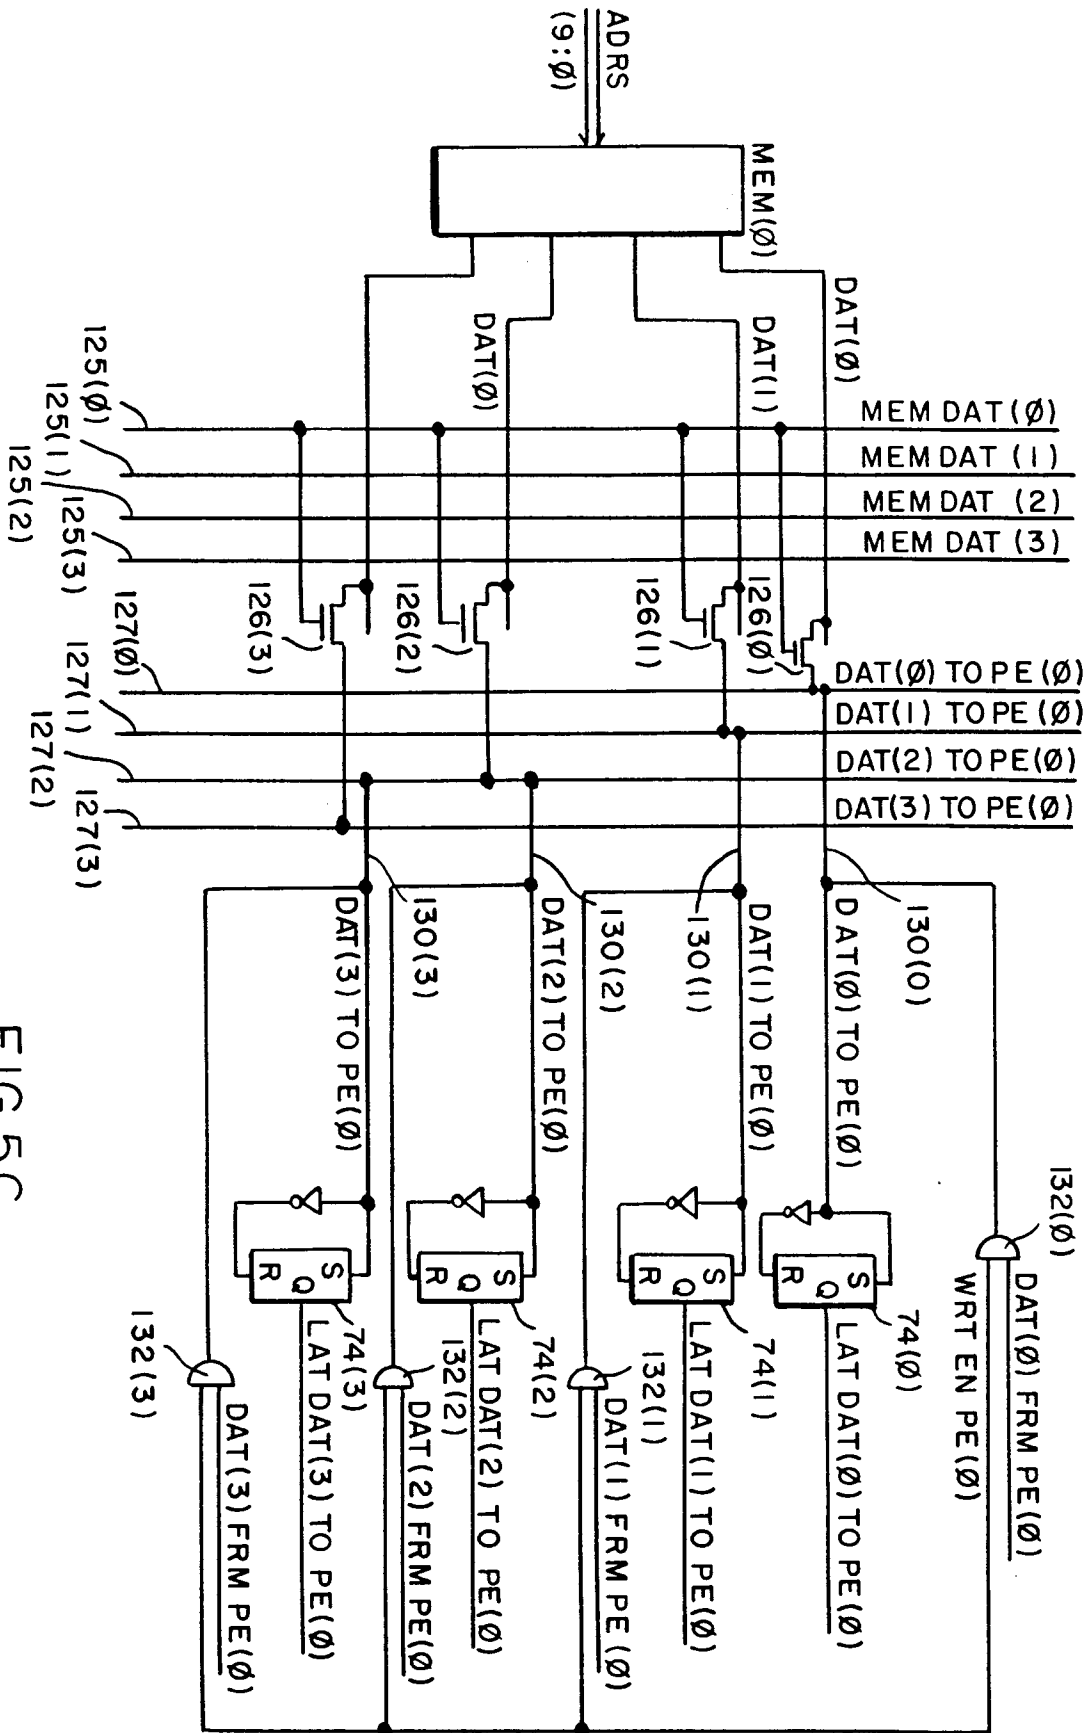 ADRS
(9:Ø)
MEM(Ø)
DAT(Ø)
DAT(1)
DAT(Ø)
MEM DAT(Ø)
MEM DAT (1)
MEM DAT (2)
MEM DAT (3)
125(Ø)
125(1)
125(2)
125(3)
126(Ø)
126(1)
126(2)
126(3)
127(Ø)
127(1)
127(2)
127(3)
DAT(Ø) TO PE(Ø)
DAT(1) TO PE(Ø)
DAT(2) TO PE(Ø)
DAT(3) TO PE(Ø)
130(0)
130(1)
130(2)
130(3)
DAT(Ø) TO PE(Ø)
DAT(1) TO PE(Ø)
DAT(2) TO PE(Ø)
DAT(3) TO PE(Ø)
132(Ø)
DAT(Ø) FRM PE(Ø)
WRT EN PE(Ø)
S
Q
R
74(Ø)
LAT DAT(Ø) TO PE(Ø)
S
Q
R
74(1)
LAT DAT(1) TO PE(Ø)
132(1)
DAT(1) FRM PE(Ø)
S
Q
R
74(2)
LAT DAT(2) TO PE(Ø)
132(2)
DAT(2) FRM PE(Ø)
S
Q
R
74(3)
LAT DAT(3) TO PE(Ø)
132(3)
DAT(3) FRM PE(Ø)
FIG. 5C